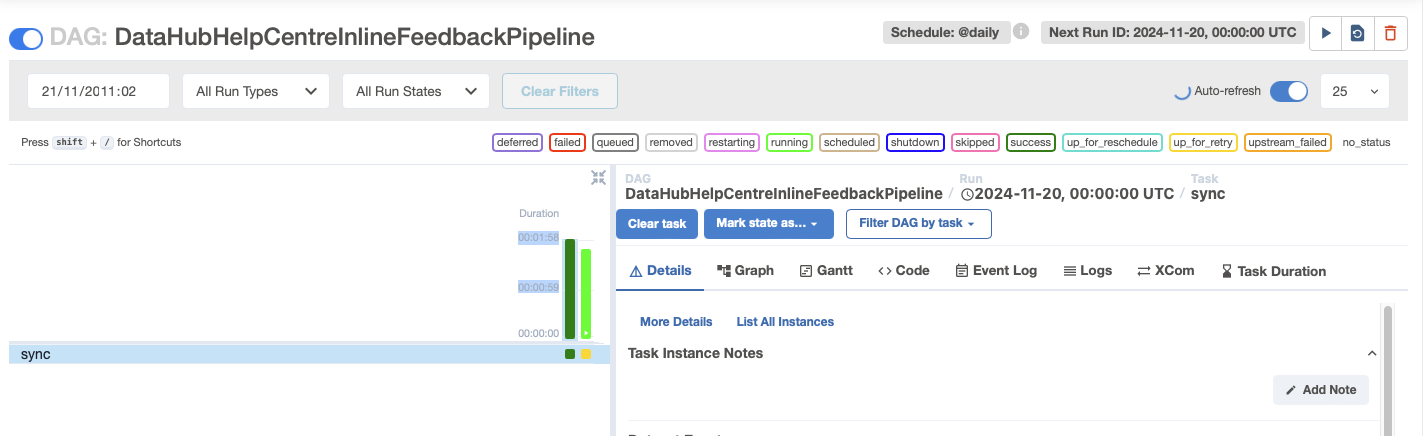 DAG: DataHubHelpCentreInlineFeedbackPipeline
Schedule: @daily
Next Run ID: 2024-11-20, 00:00:00 UTC
21/11/2011:02
All Run Types
All Run States
Clear Filters
Auto-refresh
25
Press shift + / for Shortcuts
deferred failed queued removed restarting running scheduled shutdown skipped success up_for_reschedule up_for_retry upstream_failed no_status
Duration
00:01:58
00:00:59
00:00:00
sync
DAG
DataHubHelpCentreInlineFeedbackPipeline /
Run
2024-11-20, 00:00:00 UTC /
Task
sync
Clear task
Mark state as...
Filter DAG by task
Details
Graph
Gantt
Code
Event Log
Logs
XCom
Task Duration
More Details
List All Instances
Task Instance Notes
Add Note